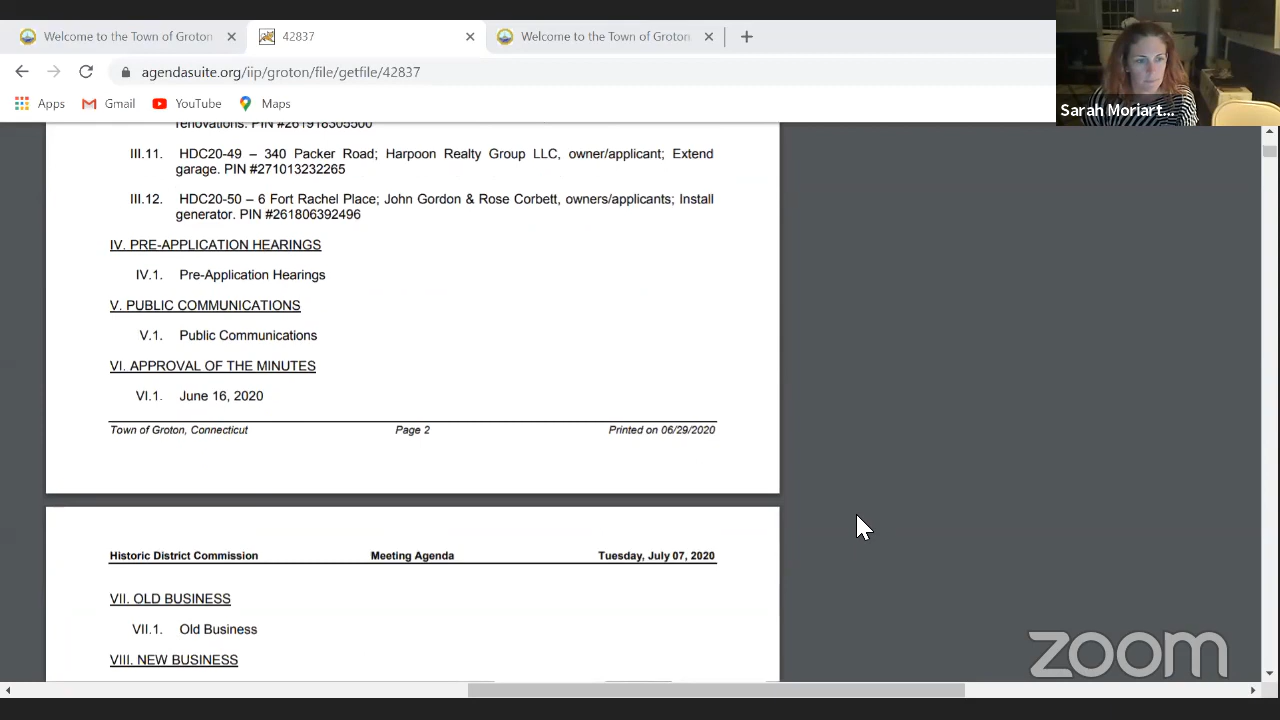 Welcome to the Town of Groton
42837
Welcome to the Town of Groton
agendasuite.org/iip/groton/file/getfile/42837
Apps Gmail YouTube Maps
Sarah Moriart...
renovations. PIN #261918305500
III.11. HDC20-49 – 340 Packer Road; Harpoon Realty Group LLC, owner/applicant; Extend
garage. PIN #271013232265
III.12. HDC20-50 – 6 Fort Rachel Place; John Gordon & Rose Corbett, owners/applicants; Install
generator. PIN #261806392496
IV. PRE-APPLICATION HEARINGS
IV.1. Pre-Application Hearings
V. PUBLIC COMMUNICATIONS
V.1. Public Communications
VI. APPROVAL OF THE MINUTES
VI.1. June 16, 2020
Town of Groton, Connecticut Page 2 Printed on 06/29/2020
Historic District Commission Meeting Agenda Tuesday, July 07, 2020
VII. OLD BUSINESS
VII.1. Old Business
VIII. NEW BUSINESS
zoom